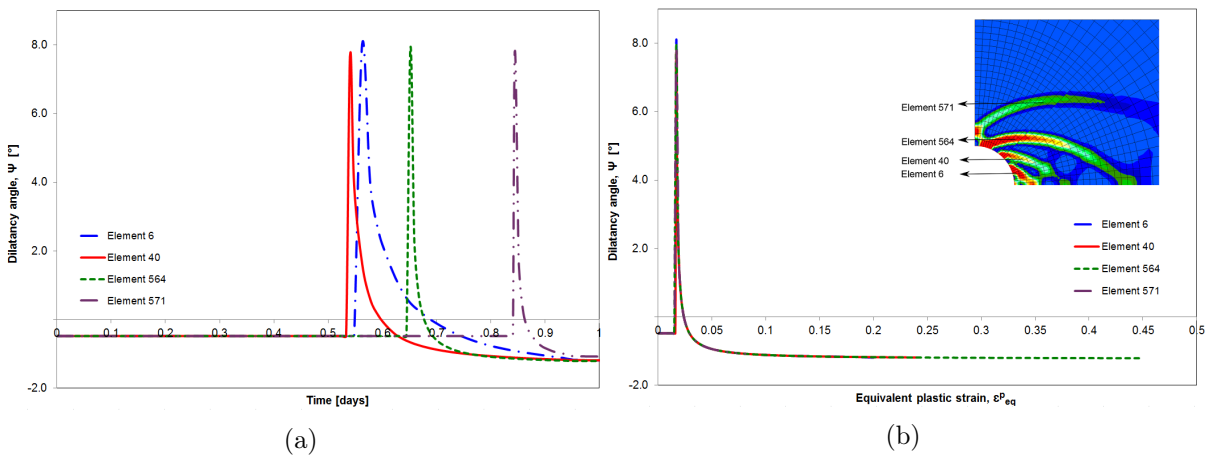 8.0
6.0
4.0
2.0
-2.0
Dilatancy angle, Ψ [°]
0 0.1 0.2 0.3 0.4 0.5 0.6 0.7 0.8 0.9 1
Time [days]
Element 6
Element 40
Element 564
Element 571
(a)
8.0
6.0
4.0
2.0
-2.0
Dilatancy angle, Ψ [°]
0 0.05 0.1 0.15 0.2 0.25 0.3 0.35 0.4 0.45 0.5
Equivalent plastic strain, εᵖeq
Element 571
Element 564
Element 40
Element 6
Element 6
Element 40
Element 564
Element 571
(b)